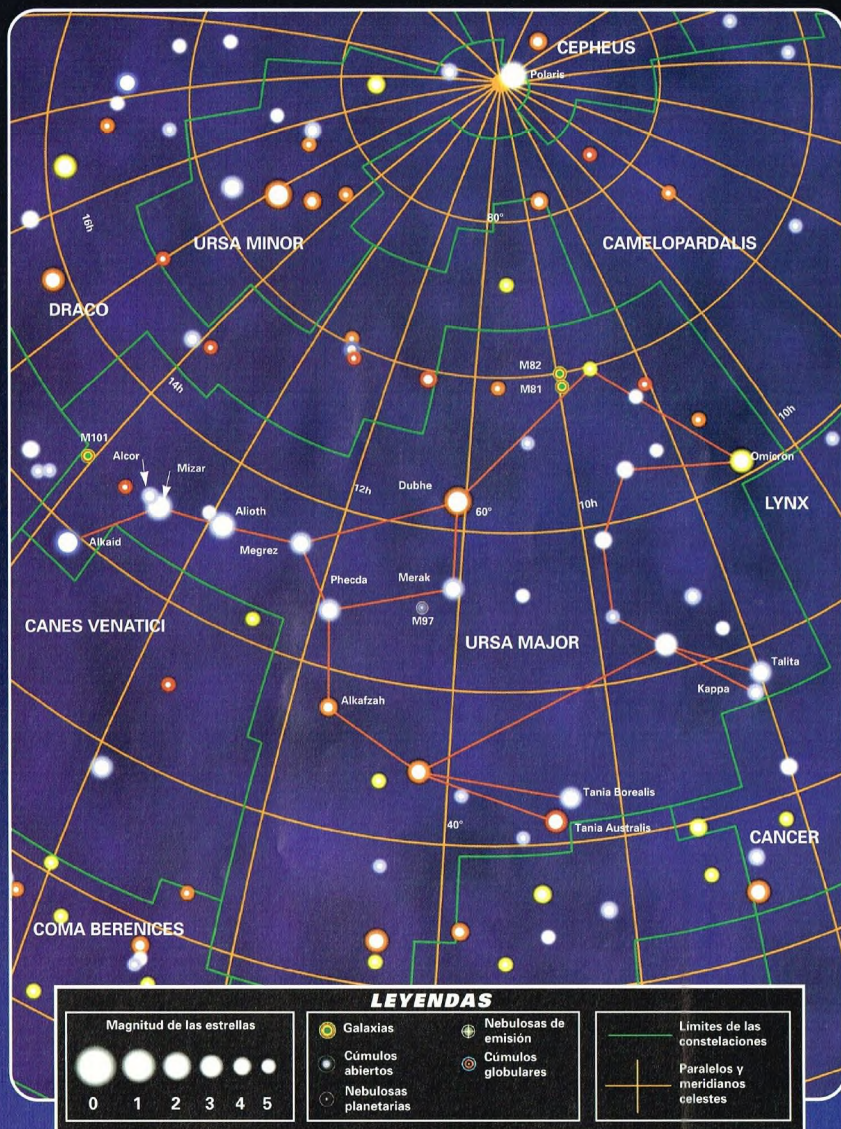 CEPHEUS
Polaris
80°
16h
URSA MINOR
CAMELOPARDALIS
DRACO
14h
M82
M81
10h
M101
Alcor
Mizar
Omicron
12h
Dubhe
60°
10h
LYNX
Alioth
Alkaid
Megrez
Phecda
Merak
M97
CANES VENATICI
URSA MAJOR
Talita
Kappa
Alkafzah
Tania Borealis
40°
Tania Australis
CANCER
COMA BERENICES
LEYENDAS
Magnitud de las estrellas
0 1 2 3 4 5
Galaxias
Cúmulos
abiertos
Nebulosas
planetarias
Nebulosas de
emisión
Cúmulos
globulares
Límites de las
constelaciones
Paralelos y
meridianos
celestes